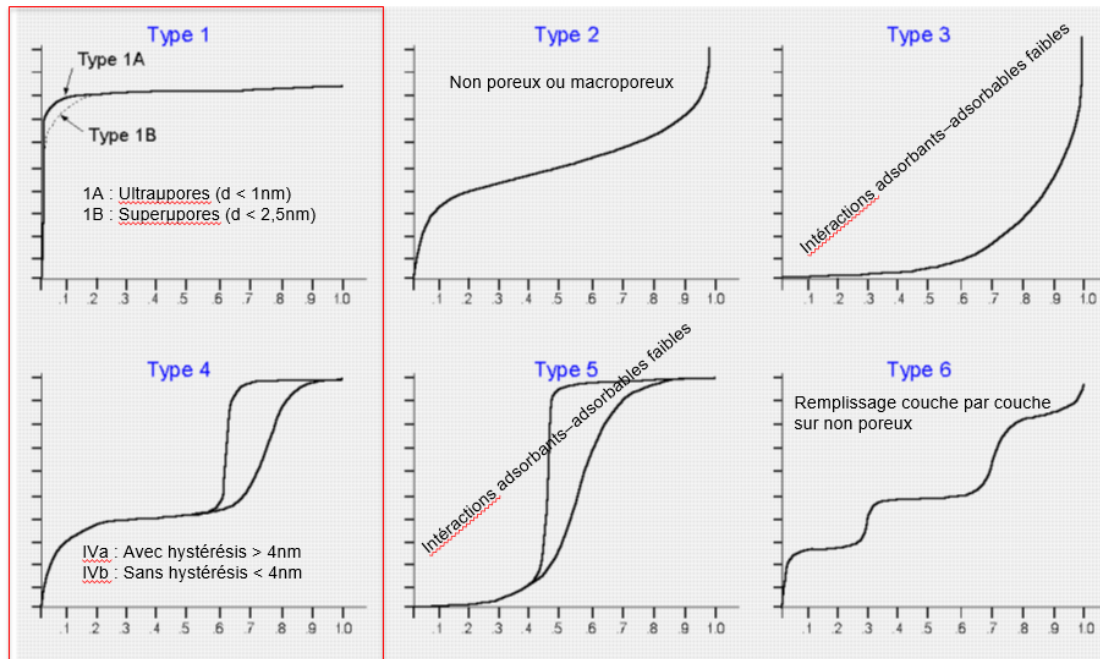 Type 1
Type 1A
Type 1B
1A : Ultraµpores (d < 1nm)
1B : Superµpores (d < 2,5nm)
.1 .2 .3 .4 .5 .6 .7 .8 .9 1.0
Type 2
Non poreux ou macroporeux
.1 .2 .3 .4 .5 .6 .7 .8 .9 1.0
Type 3
Intéractions adsorbants–adsorbables faibles
.1 .2 .3 .4 .5 .6 .7 .8 .9 1.0
Type 4
IVa : Avec hystérésis > 4nm
IVb : Sans hystérésis < 4nm
.1 .2 .3 .4 .5 .6 .7 .8 .9 1.0
Type 5
Intéractions adsorbants–adsorbables faibles
.1 .2 .3 .4 .5 .6 .7 .8 .9 1.0
Type 6
Remplissage couche par couche
sur non poreux
.1 .2 .3 .4 .5 .6 .7 .8 .9 1.0